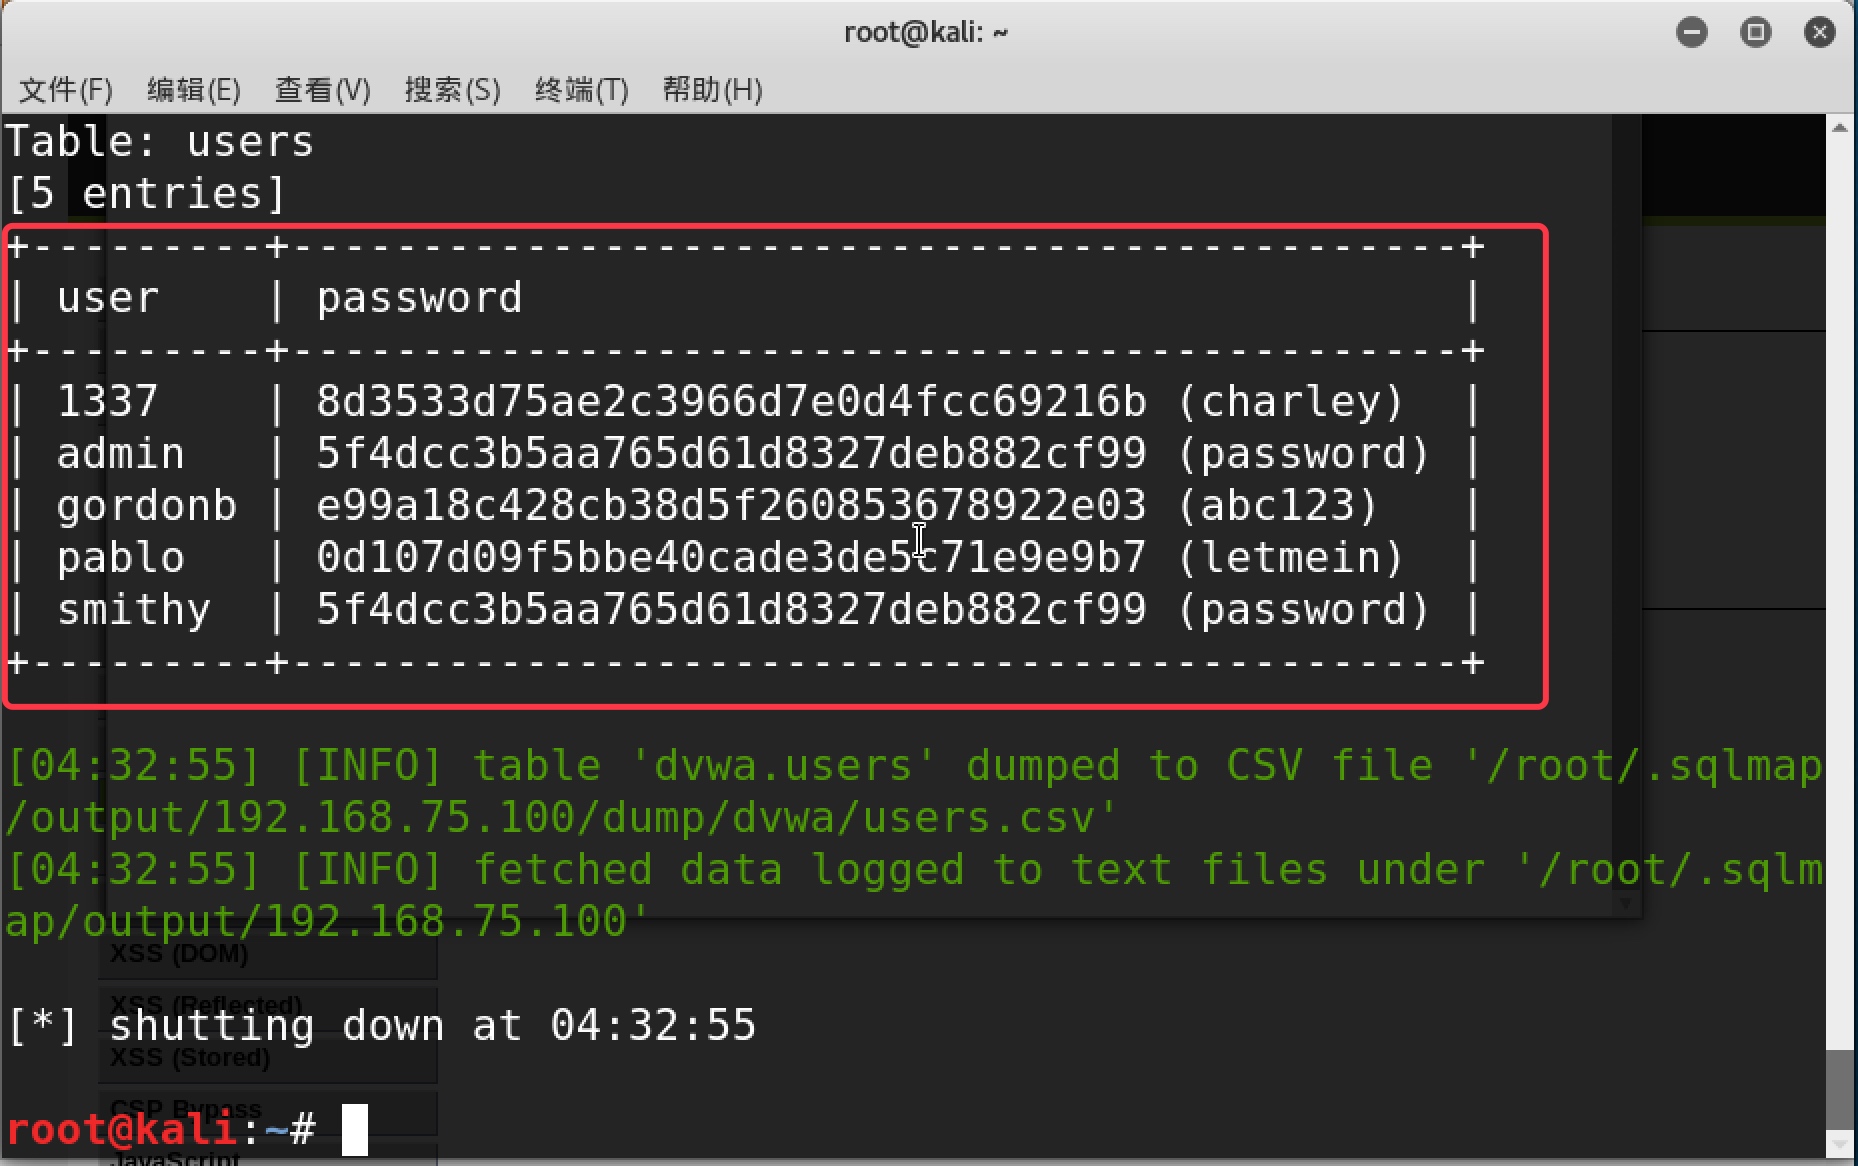 root@kali: ~
文件(F) 编辑(E) 查看(V) 搜索(S) 终端(T) 帮助(H)
Table: users
[5 entries]
+---------+---------------------------------------------+
| user    | password                                    |
+---------+---------------------------------------------+
| 1337    | 8d3533d75ae2c3966d7e0d4fcc69216b (charley)  |
| admin   | 5f4dcc3b5aa765d61d8327deb882cf99 (password) |
| gordonb | e99a18c428cb38d5f260853678922e03 (abc123)   |
| pablo   | 0d107d09f5bbe40cade3de5c71e9e9b7 (letmein)  |
| smithy  | 5f4dcc3b5aa765d61d8327deb882cf99 (password) |
+---------+---------------------------------------------+
[04:32:55] [INFO] table 'dvwa.users' dumped to CSV file '/root/.sqlmap
/output/192.168.75.100/dump/dvwa/users.csv'
[04:32:55] [INFO] fetched data logged to text files under '/root/.sqlm
ap/output/192.168.75.100'
XSS (DOM)
XSS (Reflected)
[*] shutting down at 04:32:55
XSS (Stored)
CSP Bypass
root@kali:~#
JavaScript